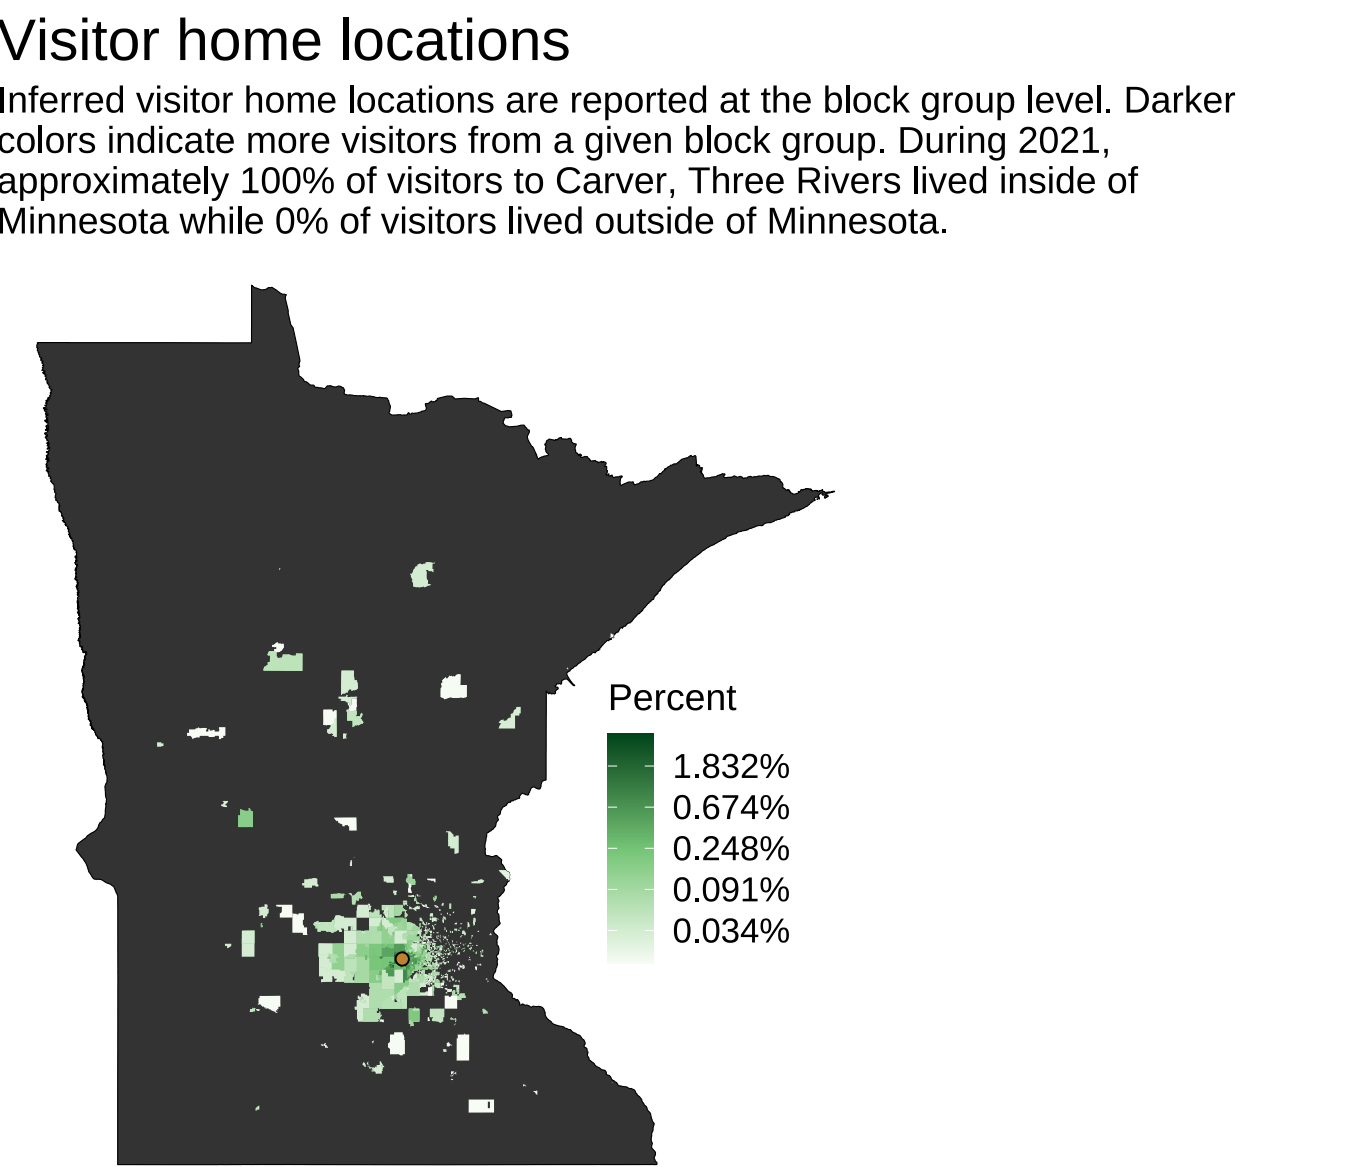 Visitor home locations
Inferred visitor home locations are reported at the block group level. Darker
colors indicate more visitors from a given block group. During 2021,
approximately 100% of visitors to Carver, Three Rivers lived inside of
Minnesota while 0% of visitors lived outside of Minnesota.
Percent
1.832%
0.674%
0.248%
0.091%
0.034%